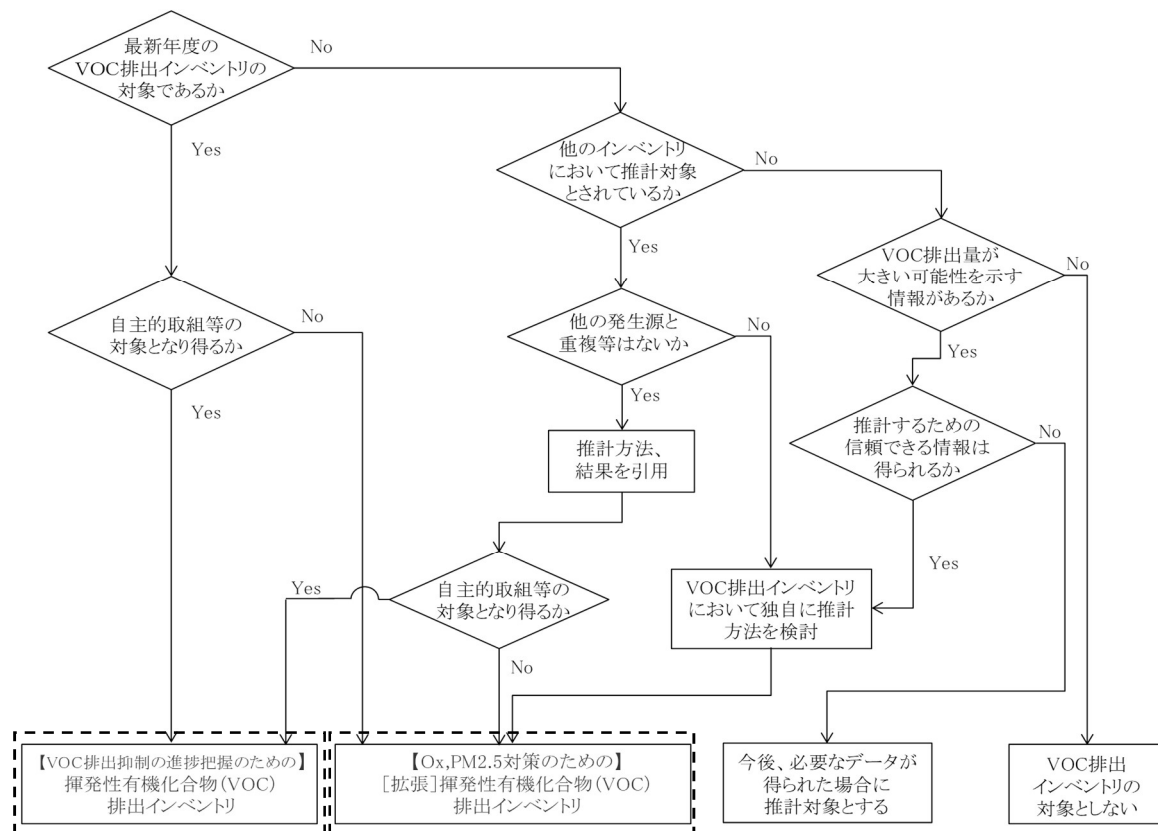 最新年度の
VOC排出インベントリの
対象であるか
No
Yes
他のインベントリ
において推計対象
とされているか
No
Yes
VOC排出量が
大きい可能性を示す
情報があるか
No
Yes
自主的取組等の
対象となり得るか
No
Yes
他の発生源と
重複等はないか
No
Yes
推計するための
信頼できる情報は
得られるか
No
Yes
推計方法、
結果を引用
自主的取組等の
対象となり得るか
Yes
No
VOC排出インベントリ
において独自に推計
方法を検討
【VOC排出抑制の進捗把握のための】
揮発性有機化合物(VOC)
排出インベントリ
【Ox,PM2.5対策のための】
[拡張]揮発性有機化合物(VOC)
排出インベントリ
今後、必要なデータが
得られた場合に
推計対象とする
VOC排出
インベントリの
対象としない